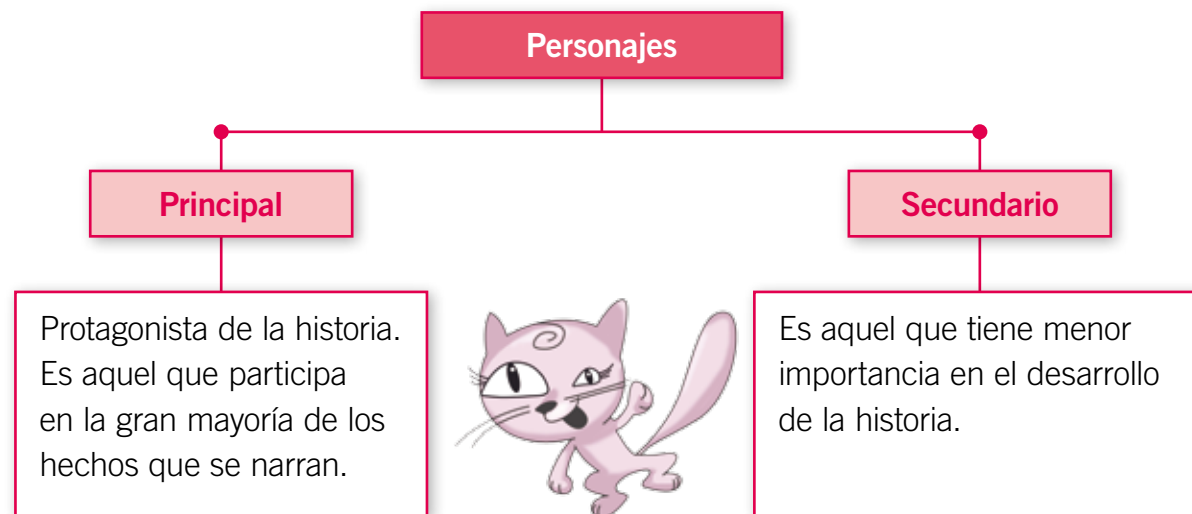 Personajes
Principal
Secundario
Protagonista de la historia.
Es aquel que participa
en la gran mayoría de los
hechos que se narran.
Es aquel que tiene menor
importancia en el desarrollo
de la historia.